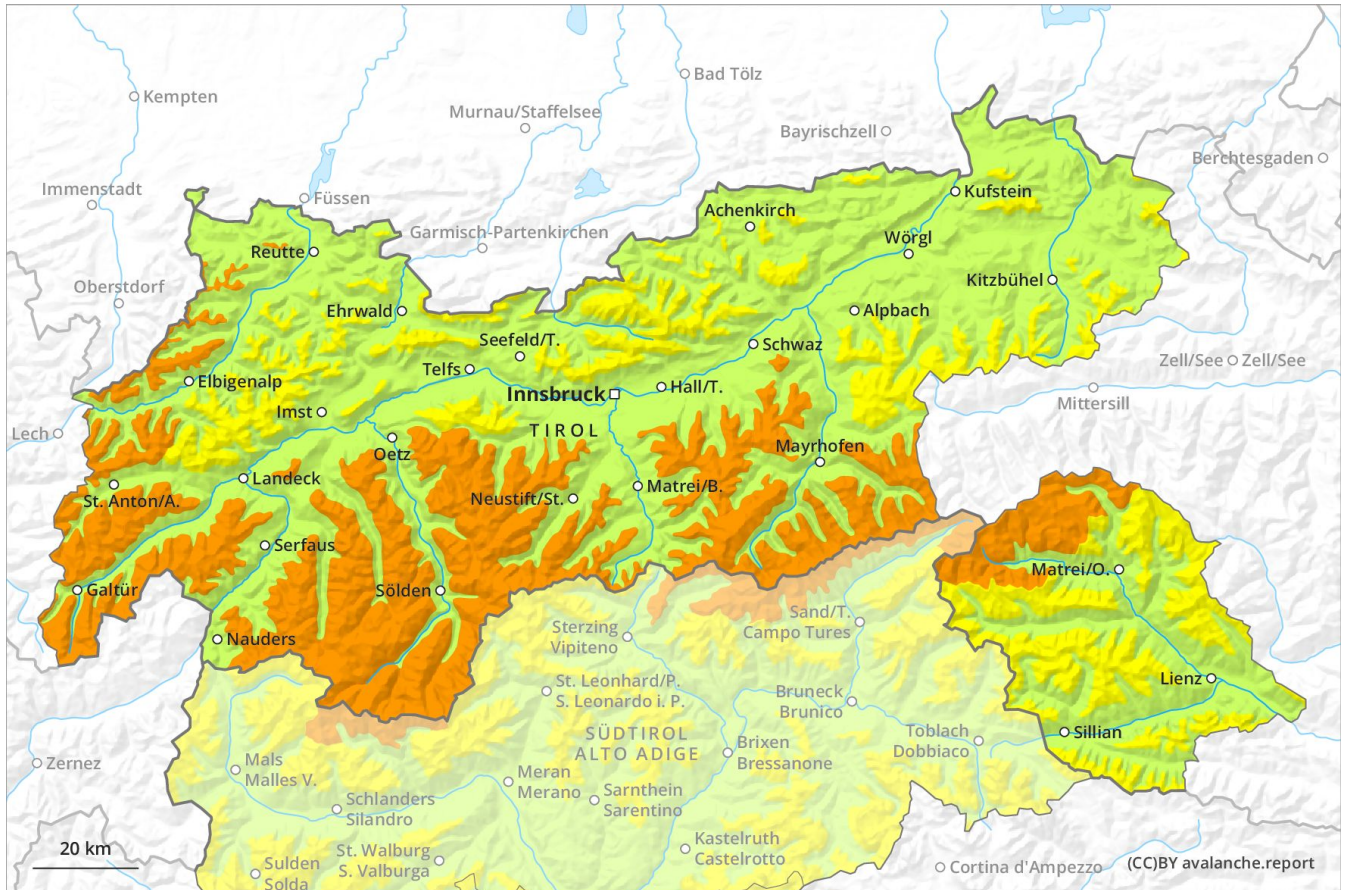 Kempten
Bad Tölz
Murnau/Staffelsee
Bayrischzell
Berchtesgaden
Immenstadt
Füssen
Kufstein
Achenkirch
Garmisch-Partenkirchen
Wörgl
Reutte
Oberstdorf
Kitzbühel
Ehrwald
Alpbach
Seefeld/T.
Schwaz
Zell/See
Zell/See
Telfs
Elbigenalp
Innsbruck
Hall/T.
Mittersill
Imst
Lech
TIROL
Oetz
Mayrhofen
Landeck
St. Anton/A.
Neustift/St.
Matrei/B.
Serfaus
Matrei/O.
Galtür
Sölden
Sand/T.
Campo Tures
Nauders
Sterzing
Vipiteno
St. Leonhard/P.
S. Leonardo i. P.
Bruneck
Brunico
Lienz
SÜDTIROL
ALTO ADIGE
Toblach
Dobbiaco
Sillian
Brixen
Bressanone
Zernez
Mals
Malles V.
Meran
Merano
Sarnthein
Sarentino
Schlanders
Silandro
20 km
St. Walburg
S. Valburga
Kastelruth
Castelrotto
Sulden
Solda
Cortina d'Ampezzo
(CC)BY avalanche.report